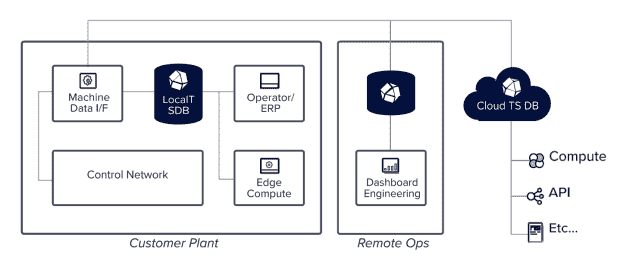 Machine
Data I/F
LocalT
SDB
Operator/
ERP
Control Network
Edge
Compute
Customer Plant
Dashboard
Engineering
Remote Ops
Cloud TS DB
Compute
API
Etc...